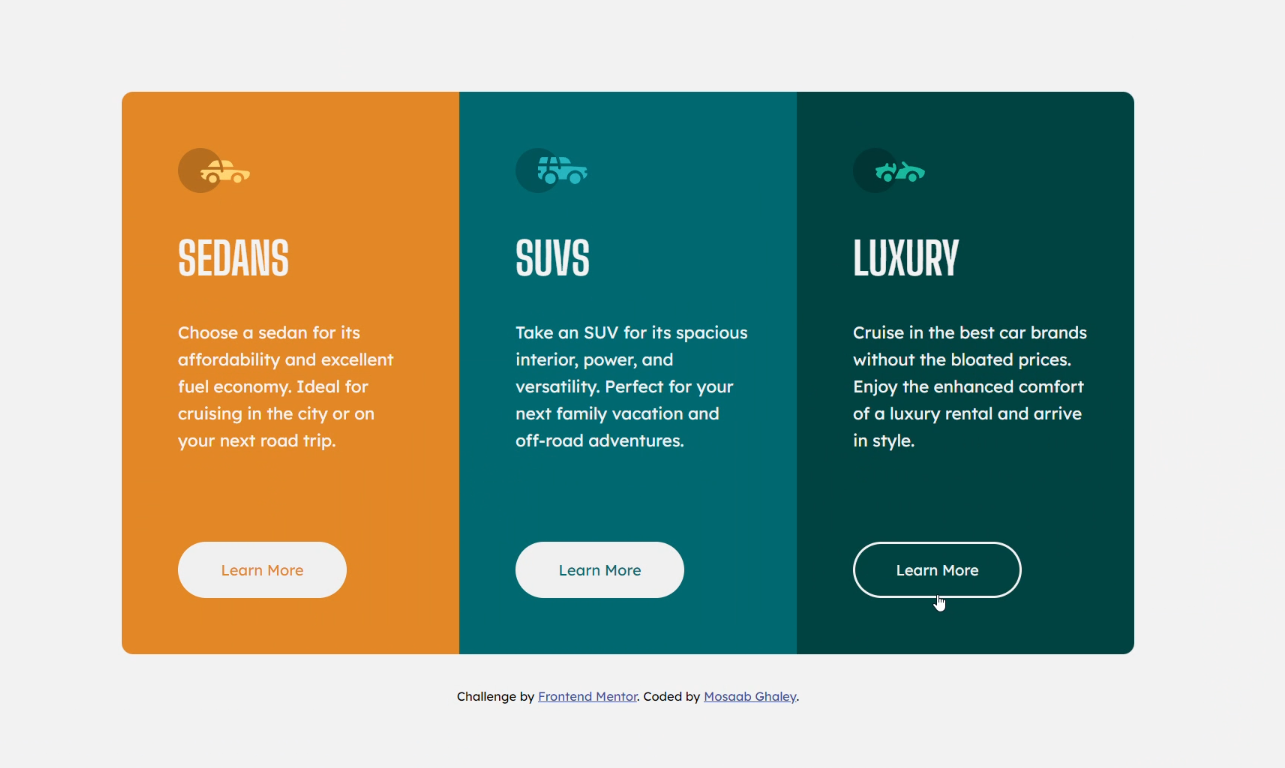 SEDANS
Choose a sedan for its
affordability and excellent
fuel economy. Ideal for
cruising in the city or on
your next road trip.
Learn More
SUVS
Take an SUV for its spacious
interior, power, and
versatility. Perfect for your
next family vacation and
off-road adventures.
Learn More
LUXURY
Cruise in the best car brands
without the bloated prices.
Enjoy the enhanced comfort
of a luxury rental and arrive
in style.
Learn More
Challenge by Frontend Mentor. Coded by Mosaab Ghaley.